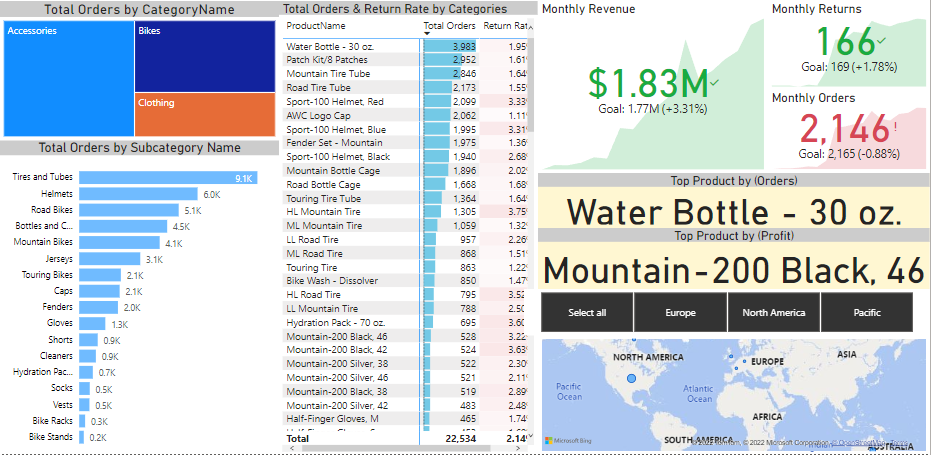 Total Orders by CategoryName
Accessories
Bikes
Clothing
Total Orders by Subcategory Name
Tires and Tubes 9.1K
Helmets 6.0K
Road Bikes 5.1K
Bottles and C... 4.5K
Mountain Bikes 4.1K
Jerseys 3.1K
Touring Bikes 2.1K
Caps 2.1K
Fenders 2.0K
Gloves 1.3K
Shorts 0.9K
Cleaners 0.9K
Hydration Pac... 0.7K
Socks 0.5K
Vests 0.5K
Bike Racks 0.3K
Bike Stands 0.2K
Total Orders & Return Rate by Categories
ProductName Total Orders Return Rat
Water Bottle - 30 oz. 3,983 1.95%
Patch Kit/8 Patches 2,952 1.61%
Mountain Tire Tube 2,846 1.64%
Road Tire Tube 2,173 1.55%
Sport-100 Helmet, Red 2,099 3.33%
AWC Logo Cap 2,062 1.11%
Sport-100 Helmet, Blue 1,995 3.31%
Fender Set - Mountain 1,975 1.36%
Sport-100 Helmet, Black 1,940 2.68%
Mountain Bottle Cage 1,896 2.02%
Road Bottle Cage 1,668 1.68%
Touring Tire Tube 1,364 1.64%
HL Mountain Tire 1,305 3.75%
ML Mountain Tire 1,059 1.32%
LL Road Tire 957 2.26%
ML Road Tire 868 1.51%
Touring Tire 863 1.22%
Bike Wash - Dissolver 850 1.47%
HL Road Tire 795 3.52
LL Mountain Tire 788 2.50
Hydration Pack - 70 oz. 695 3.60
Mountain-200 Black, 46 528 3.22
Mountain-200 Black, 42 524 3.63
Mountain-200 Silver, 38 522 2.30
Mountain-200 Silver, 46 521 2.11
Mountain-200 Black, 38 519 2.89
Mountain-200 Silver, 42 483 2.48
Half-Finger Gloves, M 465 1.74
Total 22,534 2.14%
Monthly Revenue
$1.83M
Goal: 1.77M (+3.31%)
Monthly Returns
166
Goal: 169 (+1.78%)
Monthly Orders
2,146!
Goal: 2,165 (-0.88%)
Top Product by (Orders)
Water Bottle - 30 oz.
Top Product by (Profit)
Mountain-200 Black, 46
Select all
Europe
North America
Pacific
NORTH AMERICA
EUROPE
ASIA
Pacific
Ocean
Atlantic
Ocean
AFRICA
SOUTH AMERICA
AUSTRALIA
Microsoft Bing
© 2022 TomTom, © 2022 Microsoft Corporation, © OpenStreetMap Terms